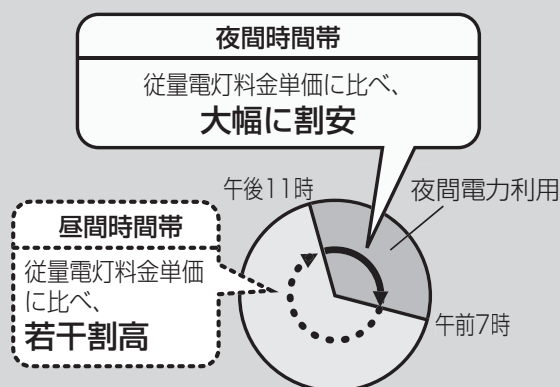 夜間時間帯
従量電灯料金単価に比べ、
大幅に割安
午後11時
夜間電力利用
昼間時間帯
従量電灯料金単価
に比べ、
若干割高
午前7時